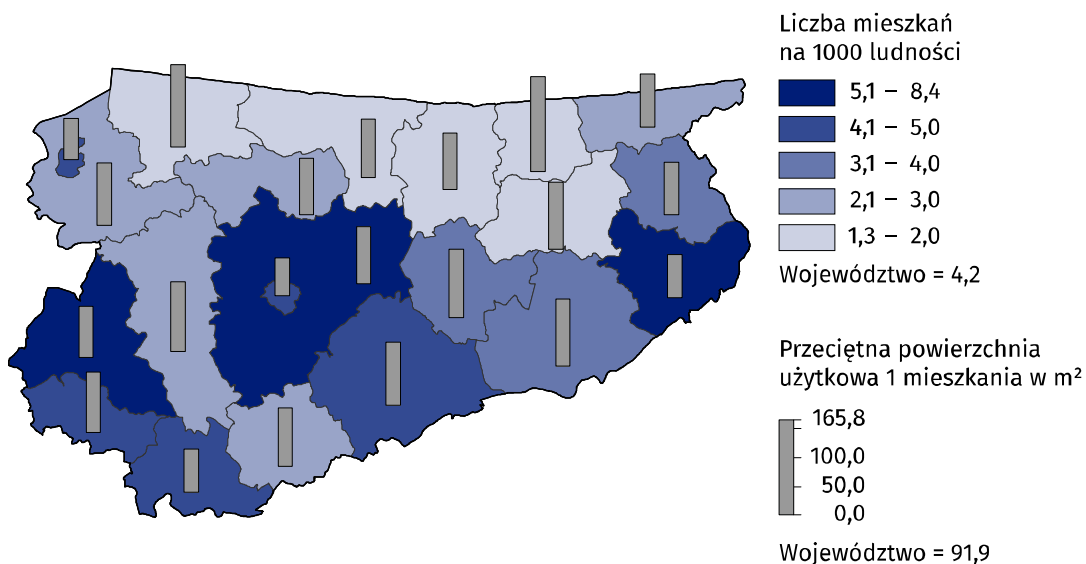 Liczba mieszkań
na 1000 ludności
5,1 – 8,4
4,1 – 5,0
3,1 – 4,0
2,1 – 3,0
1,3 – 2,0
Województwo = 4,2
Przeciętna powierzchnia
użytkowa 1 mieszkania w m²
165,8
100,0
50,0
0,0
Województwo = 91,9